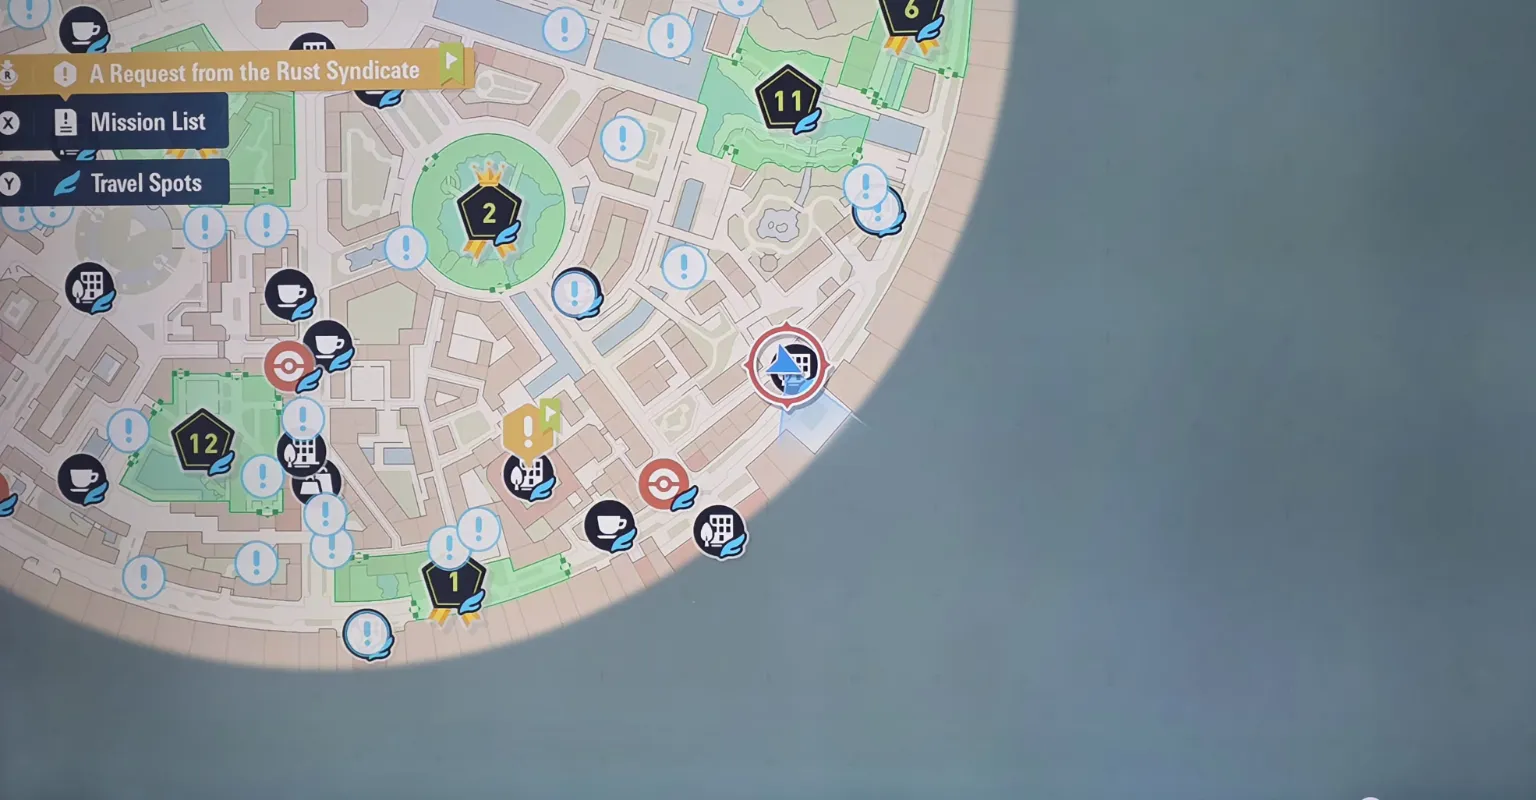 6
R A Request from the Rust Syndicate
11
X Mission List
Y Travel Spots
2
12
1